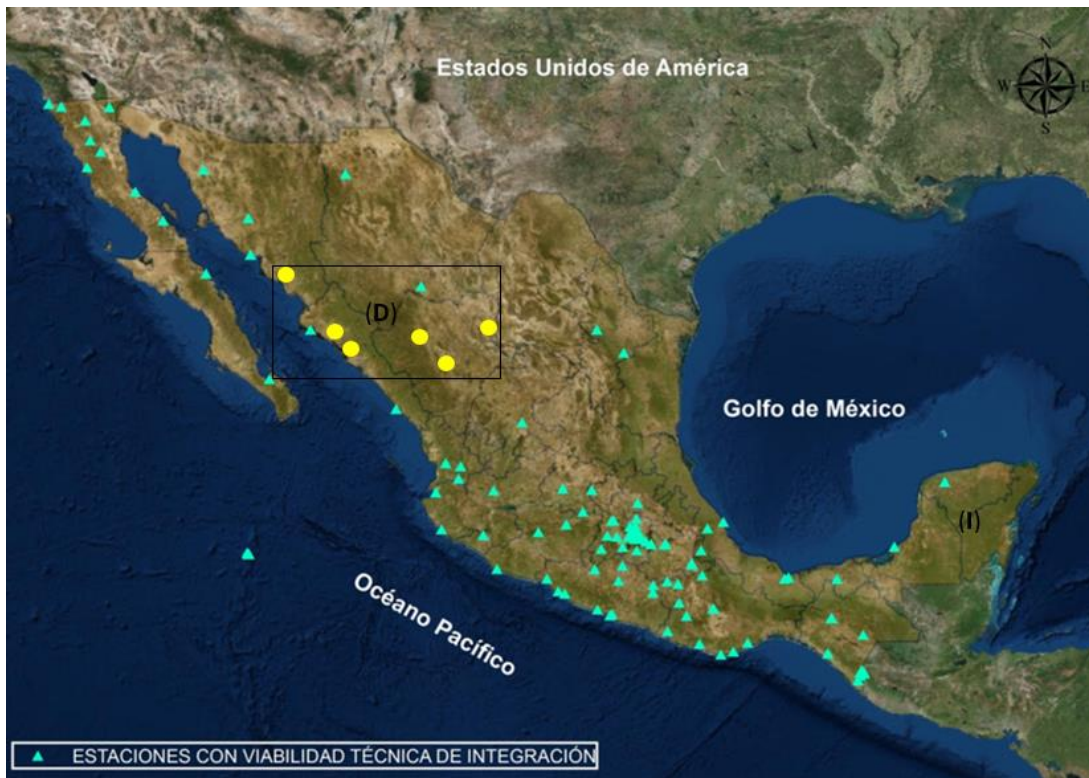 Estados Unidos de América
N
W E
S
(D)
Golfo de México
(I)
Océano Pacífico
ESTACIONES CON VIABILIDAD TÉCNICA DE INTEGRACIÓN